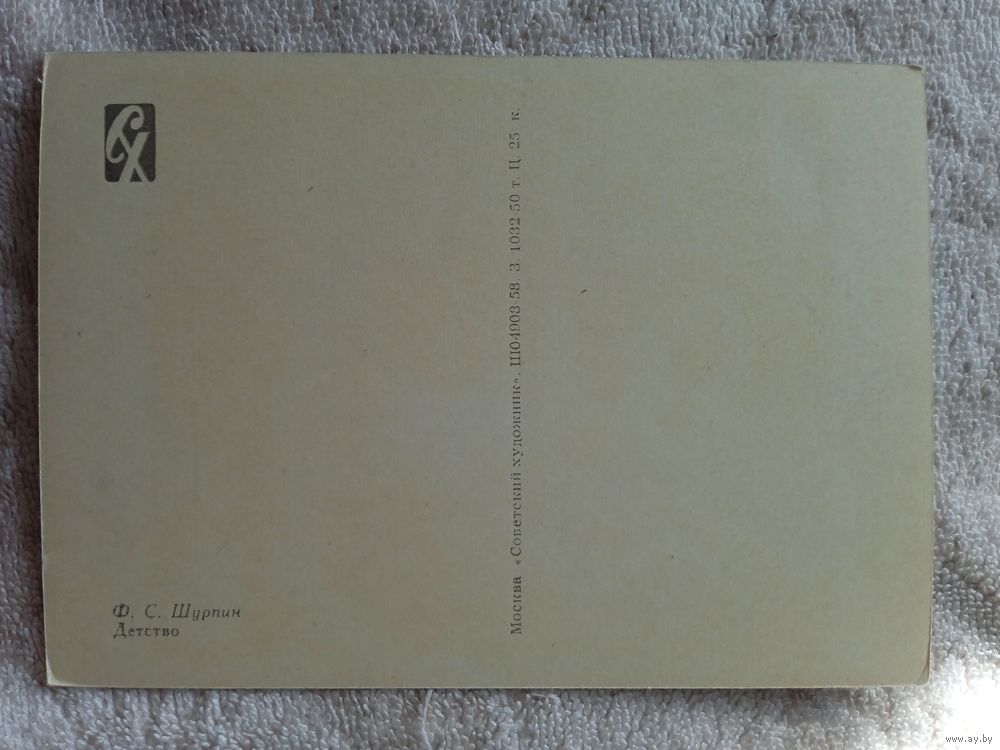 СХ
Ф. С. Шурпин
Детство
Москва «Советский художник». Ш04903-58. З. 1032-50 т. Ц. 25 к.
www.ay.by